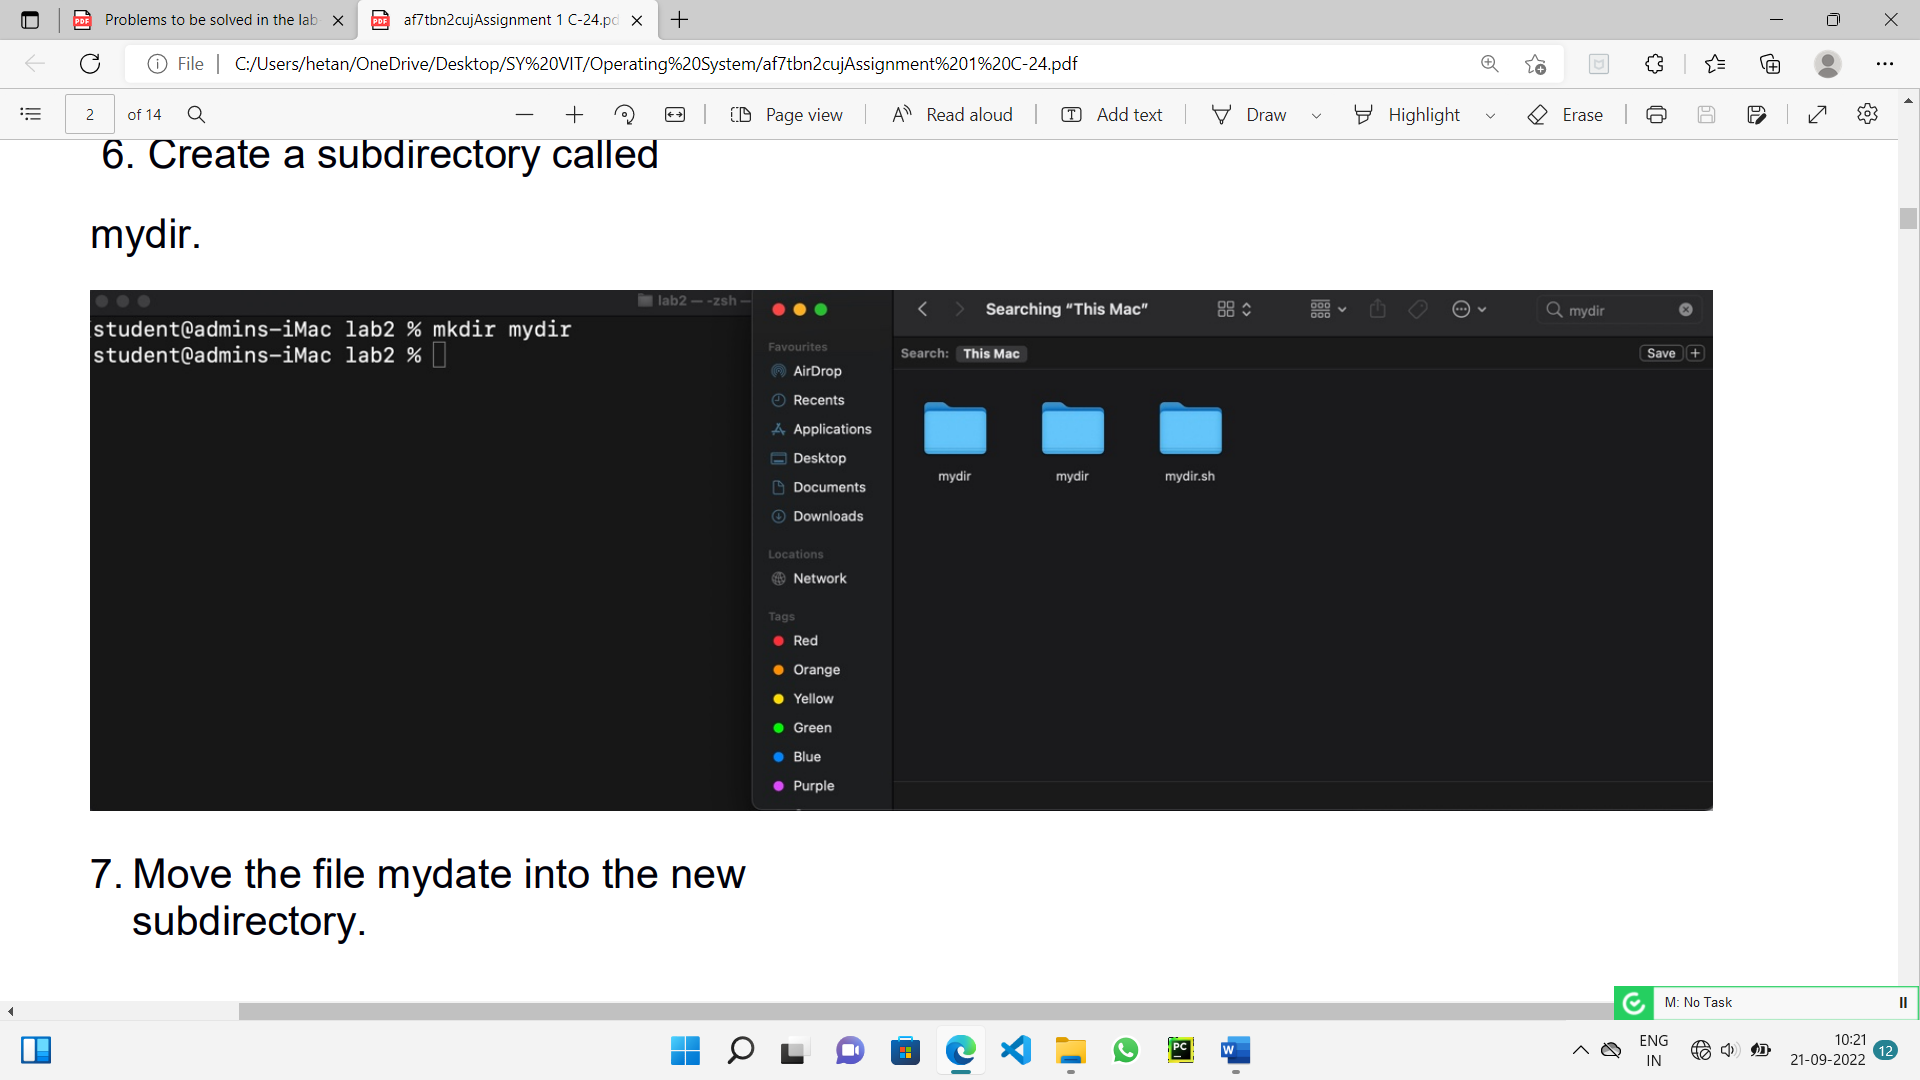 Problems to be solved in the lab
af7tbn2cujAssignment 1 C-24.pd
File
C:/Users/hetan/OneDrive/Desktop/SY%20VIT/Operating%20System/af7tbn2cujAssignment%201%20C-24.pdf
2 of 14
Page view
Read aloud
Add text
Draw
Highlight
Erase
6. Create a subdirectory called
mydir.
lab2 — -zsh —
student@admins-iMac lab2 % mkdir mydir
student@admins-iMac lab2 %
Searching “This Mac”
mydir
Search: This Mac
Save +
Favourites
AirDrop
Recents
Applications
Desktop
Documents
Downloads
Locations
Network
Tags
Red
Orange
Yellow
Green
Blue
Purple
mydir
mydir
mydir.sh
7. Move the file mydate into the new
subdirectory.
M: No Task
PC
W
ENG
IN
10:21
21-09-2022
12